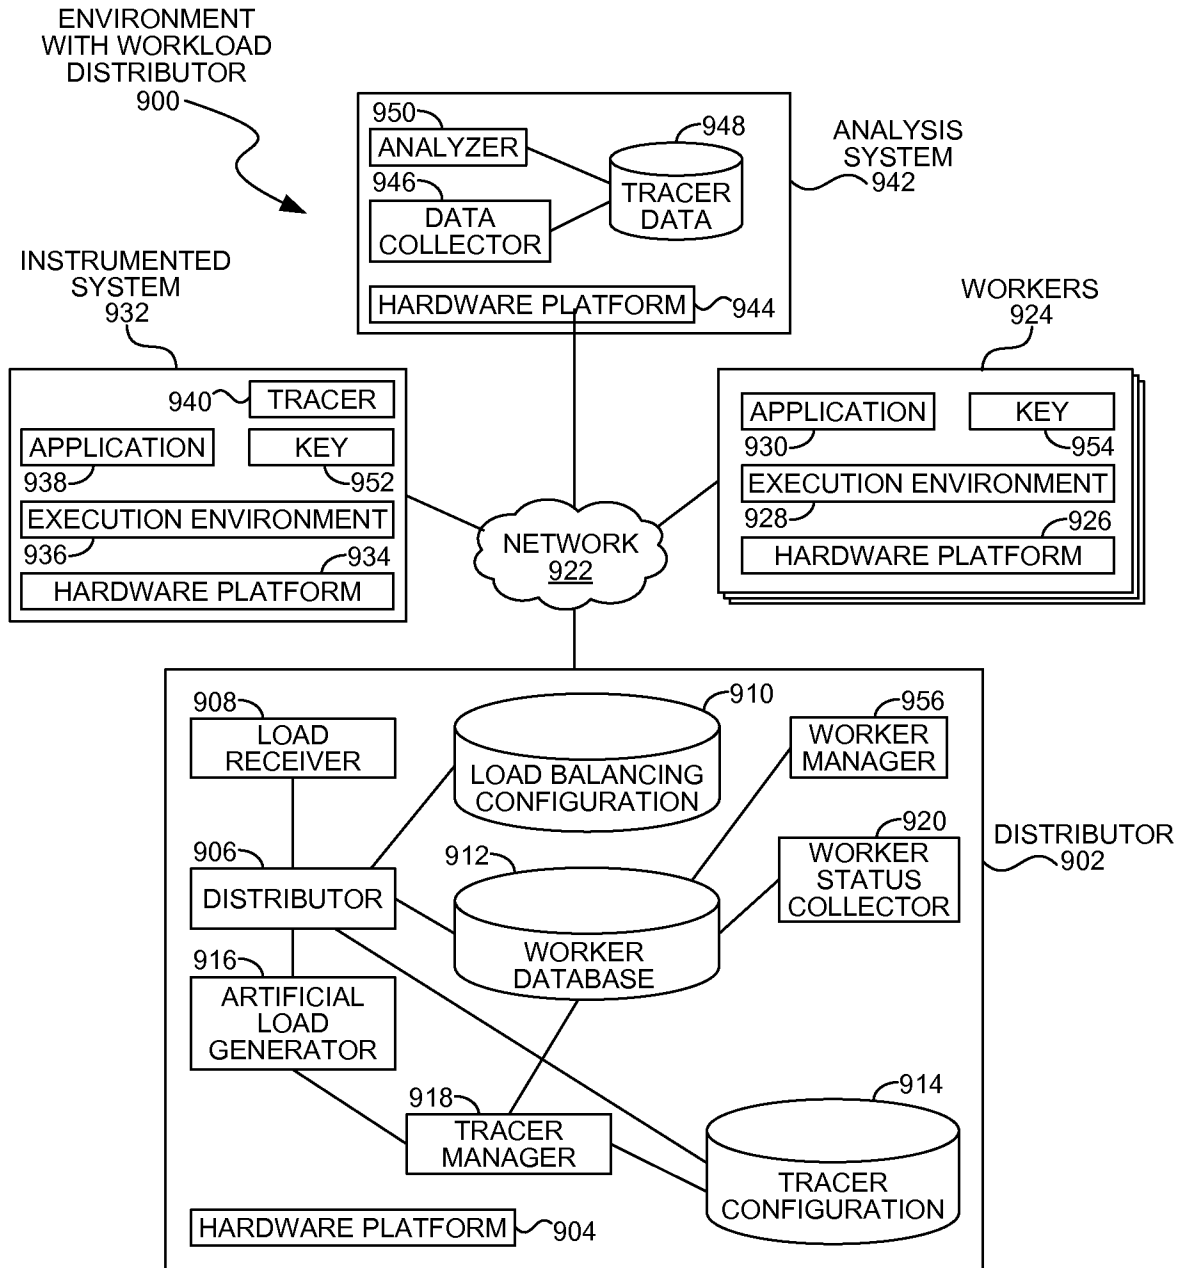 ENVIRONMENT
WITH WORKLOAD
DISTRIBUTOR
900
950
ANALYZER
948
TRACER
DATA
946
DATA
COLLECTOR
HARDWARE PLATFORM
944
ANALYSIS
SYSTEM
942
INSTRUMENTED
SYSTEM
932
940
TRACER
APPLICATION
938
KEY
952
EXECUTION ENVIRONMENT
936
934
HARDWARE PLATFORM
WORKERS
924
APPLICATION
930
KEY
954
EXECUTION ENVIRONMENT
928
926
HARDWARE PLATFORM
NETWORK
922
908
LOAD
RECEIVER
910
LOAD BALANCING
CONFIGURATION
956
WORKER
MANAGER
906
DISTRIBUTOR
912
WORKER
DATABASE
920
WORKER
STATUS
COLLECTOR
DISTRIBUTOR
902
916
ARTIFICIAL
LOAD
GENERATOR
918
TRACER
MANAGER
914
TRACER
CONFIGURATION
HARDWARE PLATFORM
904